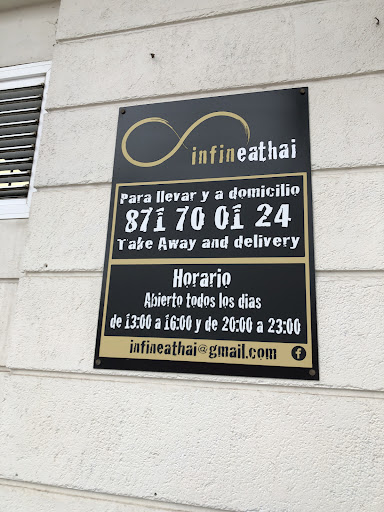 infineathai
Para llevar y a domicilio
871 70 01 24
Take Away and delivery
Horario
Abierto todos los dias
de 13:00 a 16:00 y de 20:00 a 23:00
infineathai@gmail.com f